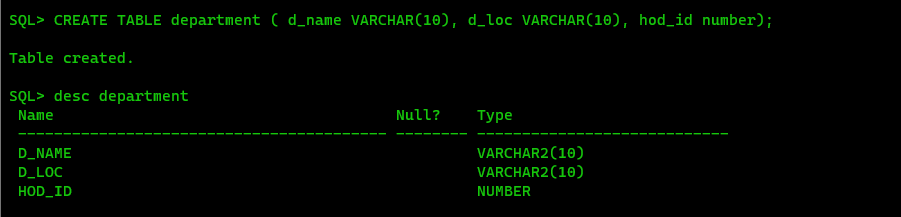 SQL> CREATE TABLE department ( d_name VARCHAR(10), d_loc VARCHAR(10), hod_id number);
Table created.
SQL> desc department
Name Null? Type
----------------------------------------- -------- ----------------------------
D_NAME VARCHAR2(10)
D_LOC VARCHAR2(10)
HOD_ID NUMBER